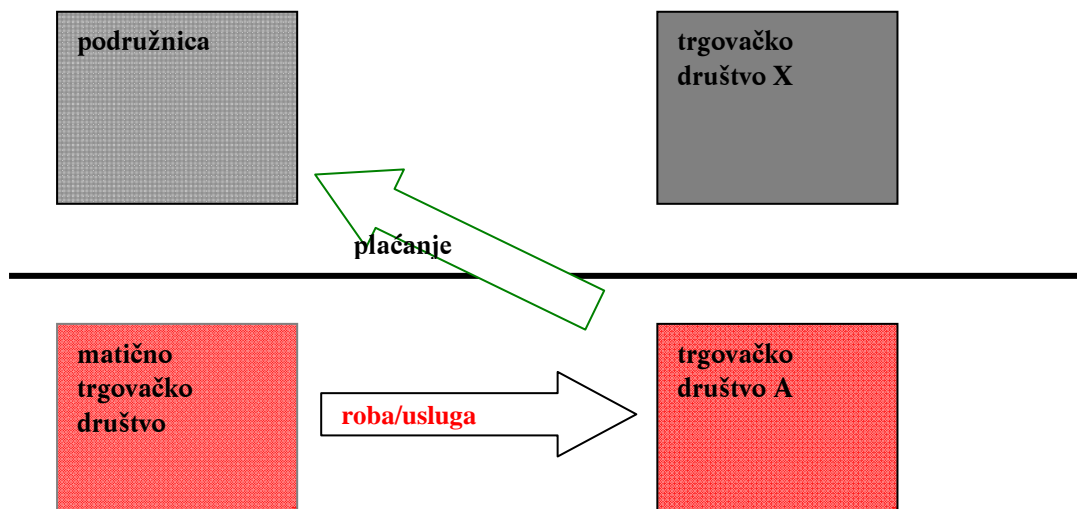 podružnica
trgovačko
društvo X
plaćanje
matično
trgovačko
društvo
roba/usluga
trgovačko
društvo A